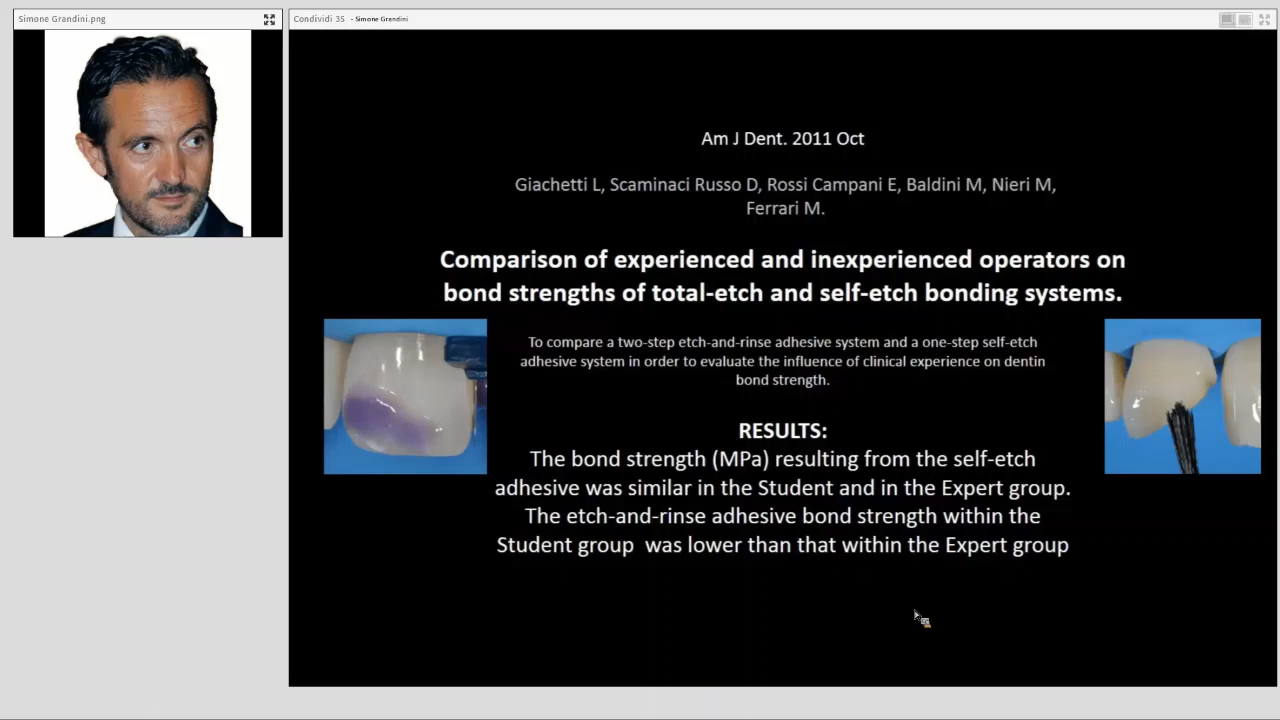 Simone Grandini.png
Condividi 35 - Simone Grandini
Am J Dent. 2011 Oct
Giachetti L, Scaminaci Russo D, Rossi Campani E, Baldini M, Nieri M,
Ferrari M.
Comparison of experienced and inexperienced operators on
bond strengths of total-etch and self-etch bonding systems.
To compare a two-step etch-and-rinse adhesive system and a one-step self-etch
adhesive system in order to evaluate the influence of clinical experience on dentin
bond strength.
RESULTS:
The bond strength (MPa) resulting from the self-etch
adhesive was similar in the Student and in the Expert group.
The etch-and-rinse adhesive bond strength within the
Student group was lower than that within the Expert group